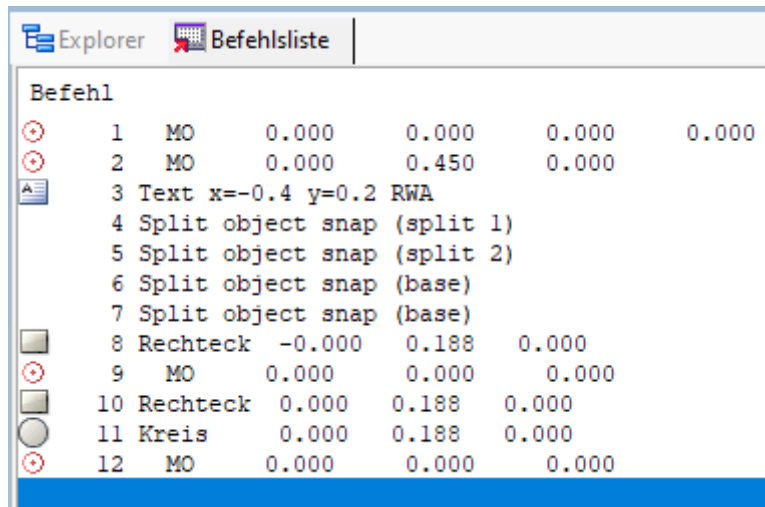 Explorer Befehlsliste
Befehl
1 MO 0.000 0.000 0.000 0.000
2 MO 0.000 0.450 0.000
3 Text x=-0.4 y=0.2 RWA
4 Split object snap (split 1)
5 Split object snap (split 2)
6 Split object snap (base)
7 Split object snap (base)
8 Rechteck -0.000 0.188 0.000
9 MO 0.000 0.000 0.000
10 Rechteck 0.000 0.188 0.000
11 Kreis 0.000 0.188 0.000
12 MO 0.000 0.000 0.000